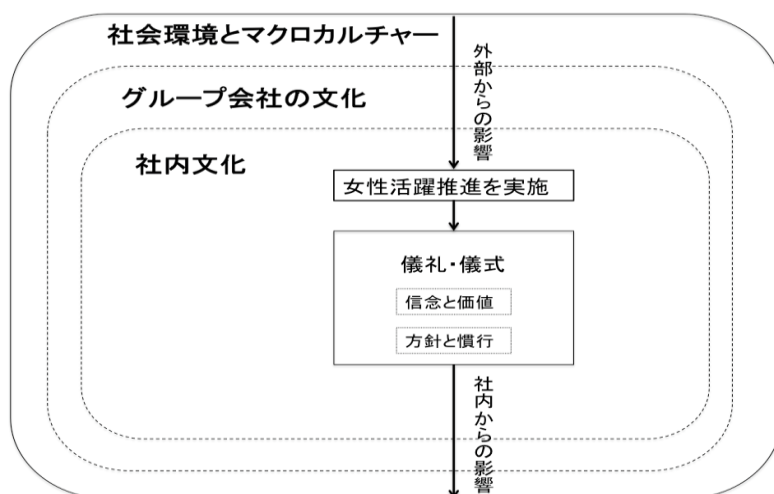 社会環境とマクロカルチャー
外部からの影響
グループ会社の文化
社内文化
女性活躍推進を実施
儀礼・儀式
信念と価値
方針と慣行
社内からの影響